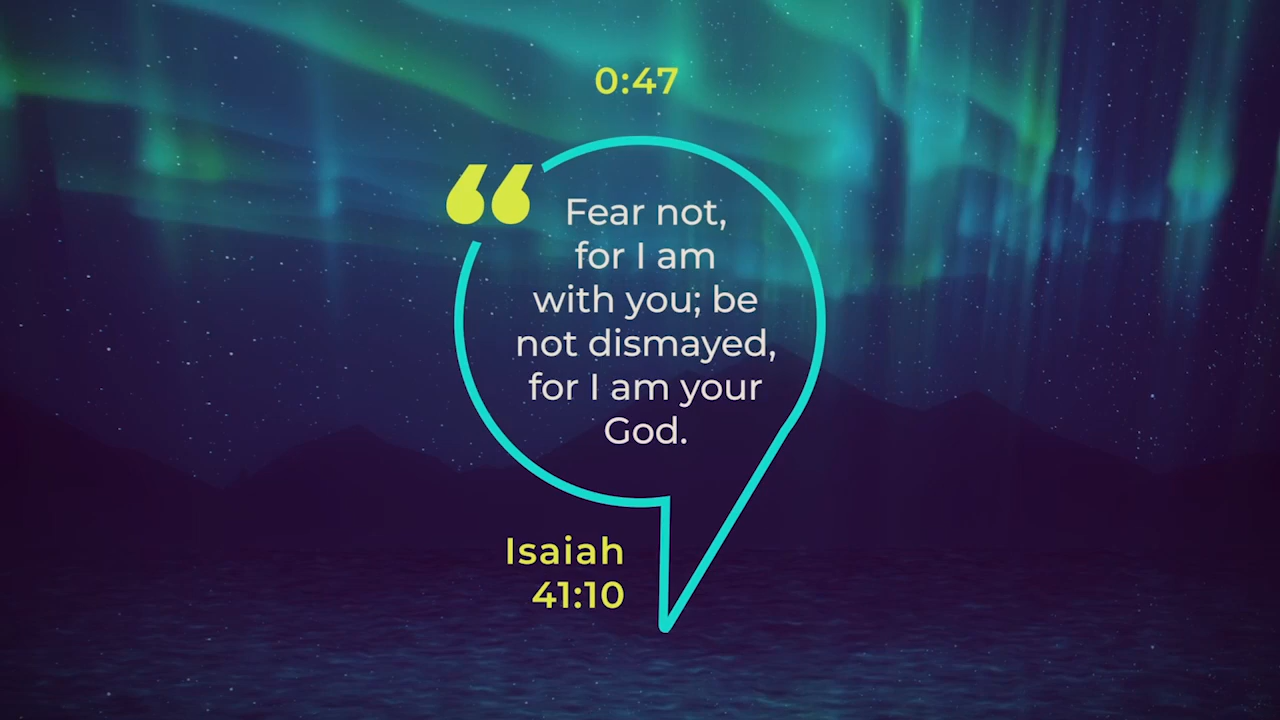 0:47
“
Fear not,
for I am
with you; be
not dismayed,
for I am your
God.
Isaiah
41:10